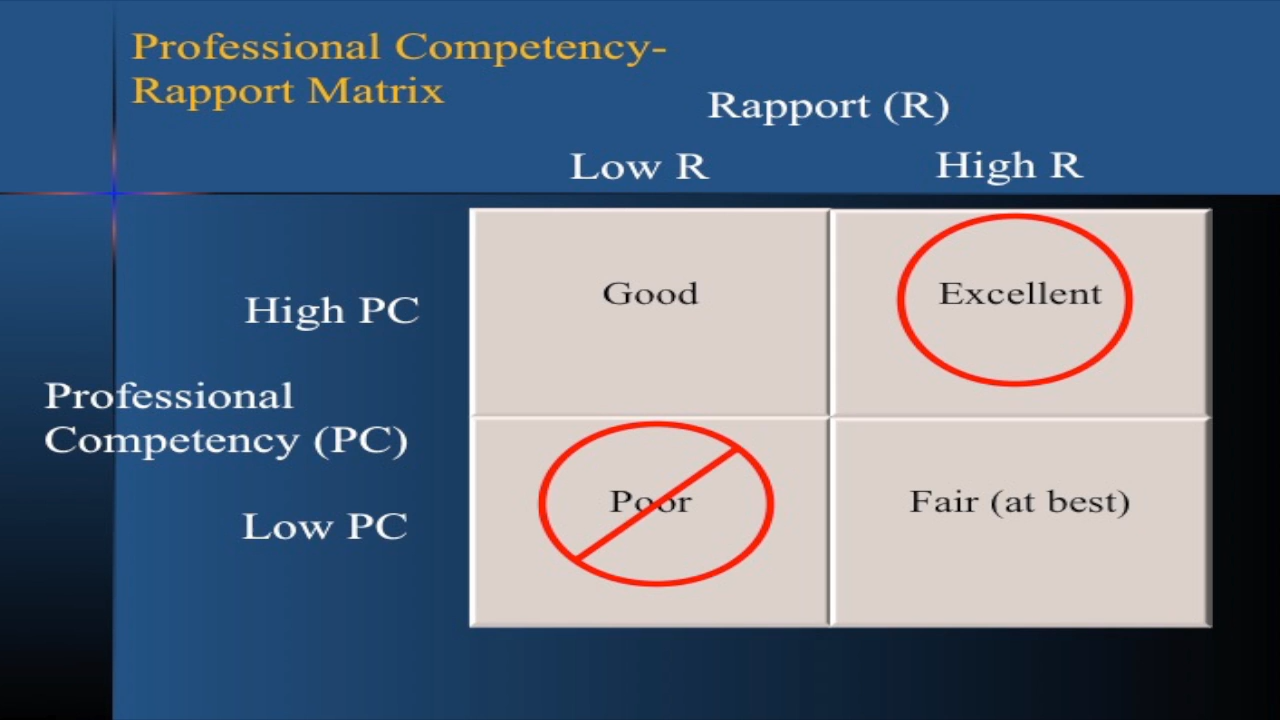 Professional Competency-
Rapport Matrix
Rapport (R)
Low R
High R
High PC
Good
Excellent
Professional
Competency (PC)
Low PC
Poor
Fair (at best)